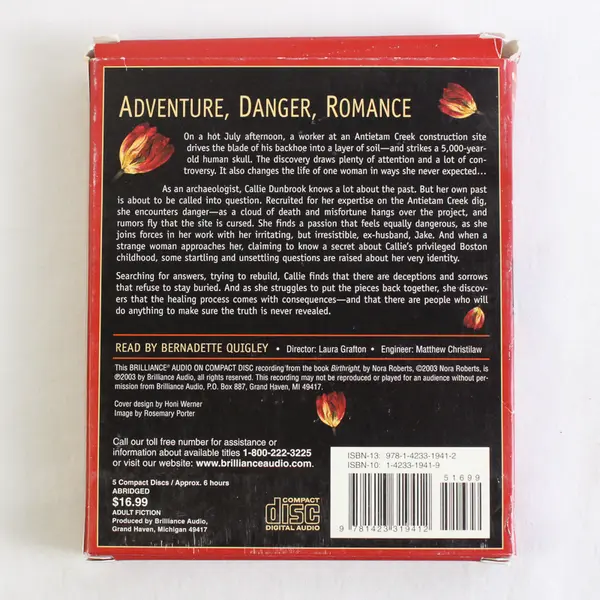 ADVENTURE, DANGER, ROMANCE
On a hot July afternoon, a worker at an Antietam Creek construction site
drives the blade of his backhoe into a layer of soil—and strikes a 5,000-year-
old human skull. The discovery draws plenty of attention and a lot of con-
troversy. It also changes the life of one woman in ways she never expected…
As an archaeologist, Callie Dunbrook knows a lot about the past. But her own past
is about to be called into question. Recruited for her expertise on the Antietam Creek dig,
she encounters danger—as a cloud of death and misfortune hangs over the project, and
rumors fly that the site is cursed. She finds a passion that feels equally dangerous, as she
joins forces in her work with her irritating, but irresistible, ex-husband, Jake. And when a
strange woman approaches her, claiming to know a secret about Callie's privileged Boston
childhood, some startling and unsettling questions are raised about her very identity.
Searching for answers, trying to rebuild, Callie finds that there are deceptions and sorrows
that refuse to stay buried. And as she struggles to put the pieces back together, she discov-
ers that the healing process comes with consequences—and that there are people who will
do anything to make sure the truth is never revealed.
READ BY BERNADETTE QUIGLEY • Director: Laura Grafton • Engineer: Matthew Christilaw
This BRILLIANCE AUDIO ON COMPACT DISC recording from the book Birthright, by Nora Roberts, ©2003 Nora Roberts, is
℗2003 by Brilliance Audio, all rights reserved. This recording may not be reproduced or played for an audience without per-
mission from Brilliance Audio, P.O. Box 887, Grand Haven, MI 49417.
Cover design by Honi Werner
Image by Rosemary Porter
Call our toll free number for assistance or
information about available titles 1-800-222-3225
or visit our website: www.brillianceaudio.com.
5 Compact Discs / Approx. 6 hours
ABRIDGED
$16.99
ADULT FICTION
Produced by Brilliance Audio,
Grand Haven, Michigan 49417
COMPACT
disc
DIGITAL AUDIO
ISBN-13: 978-1-4233-1941-2
ISBN-10: 1-4233-1941-9
51699
9 781423 319412